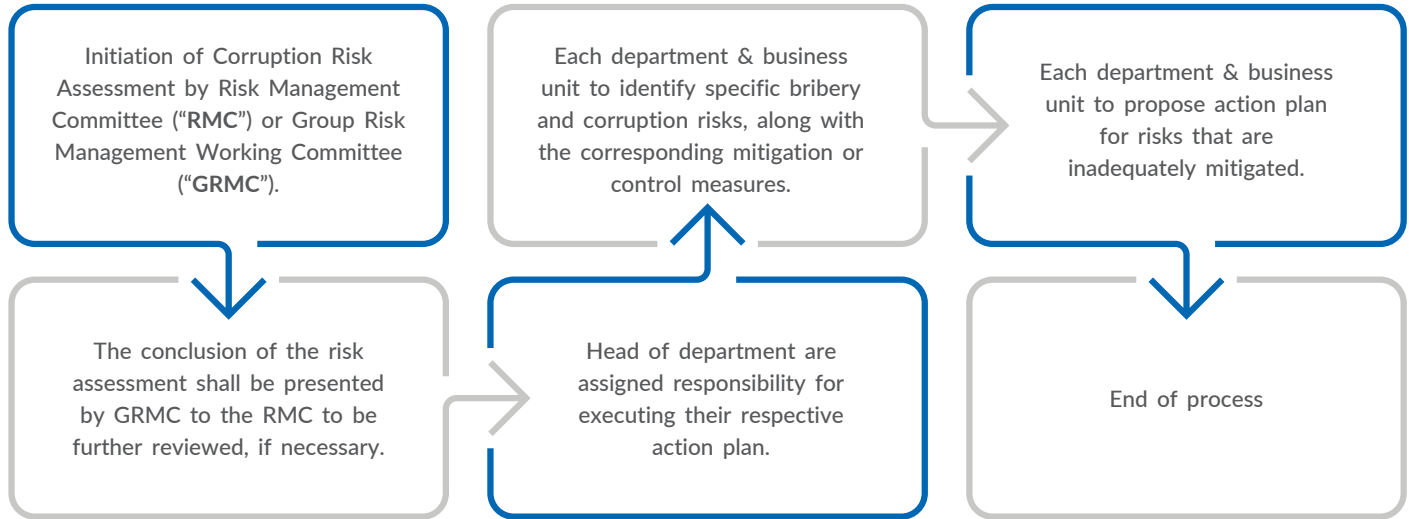 Initiation of Corruption Risk
Assessment by Risk Management
Committee (“RMC”) or Group Risk
Management Working Committee
(“GRMC”).
The conclusion of the risk
assessment shall be presented
by GRMC to the RMC to be
further reviewed, if necessary.
Head of department are
assigned responsibility for
executing their respective
action plan.
Each department & business
unit to identify specific bribery
and corruption risks, along with
the corresponding mitigation or
control measures.
Each department & business
unit to propose action plan
for risks that are
inadequately mitigated.
End of process